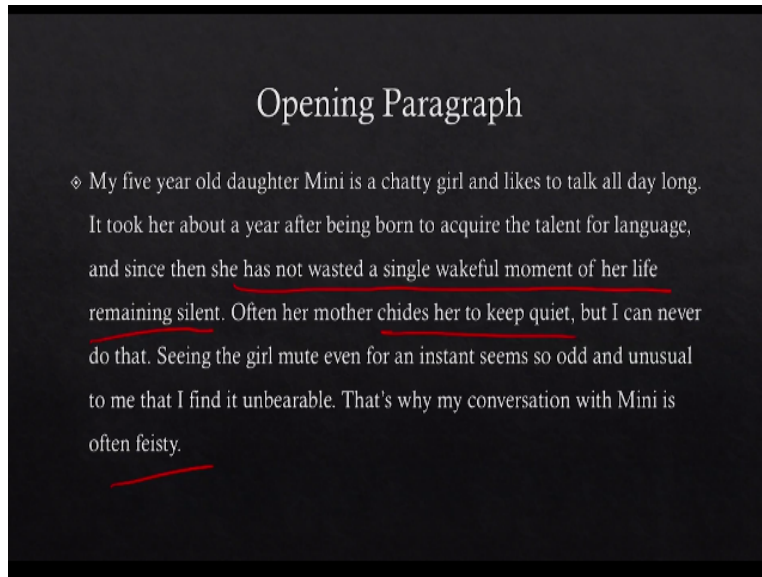 Opening Paragraph
My five year old daughter Mini is a chatty girl and likes to talk all day long.
It took her about a year after being born to acquire the talent for language,
and since then she has not wasted a single wakeful moment of her life
remaining silent. Often her mother chides her to keep quiet, but I can never
do that. Seeing the girl mute even for an instant seems so odd and unusual
to me that I find it unbearable. That's why my conversation with Mini is
often feisty.